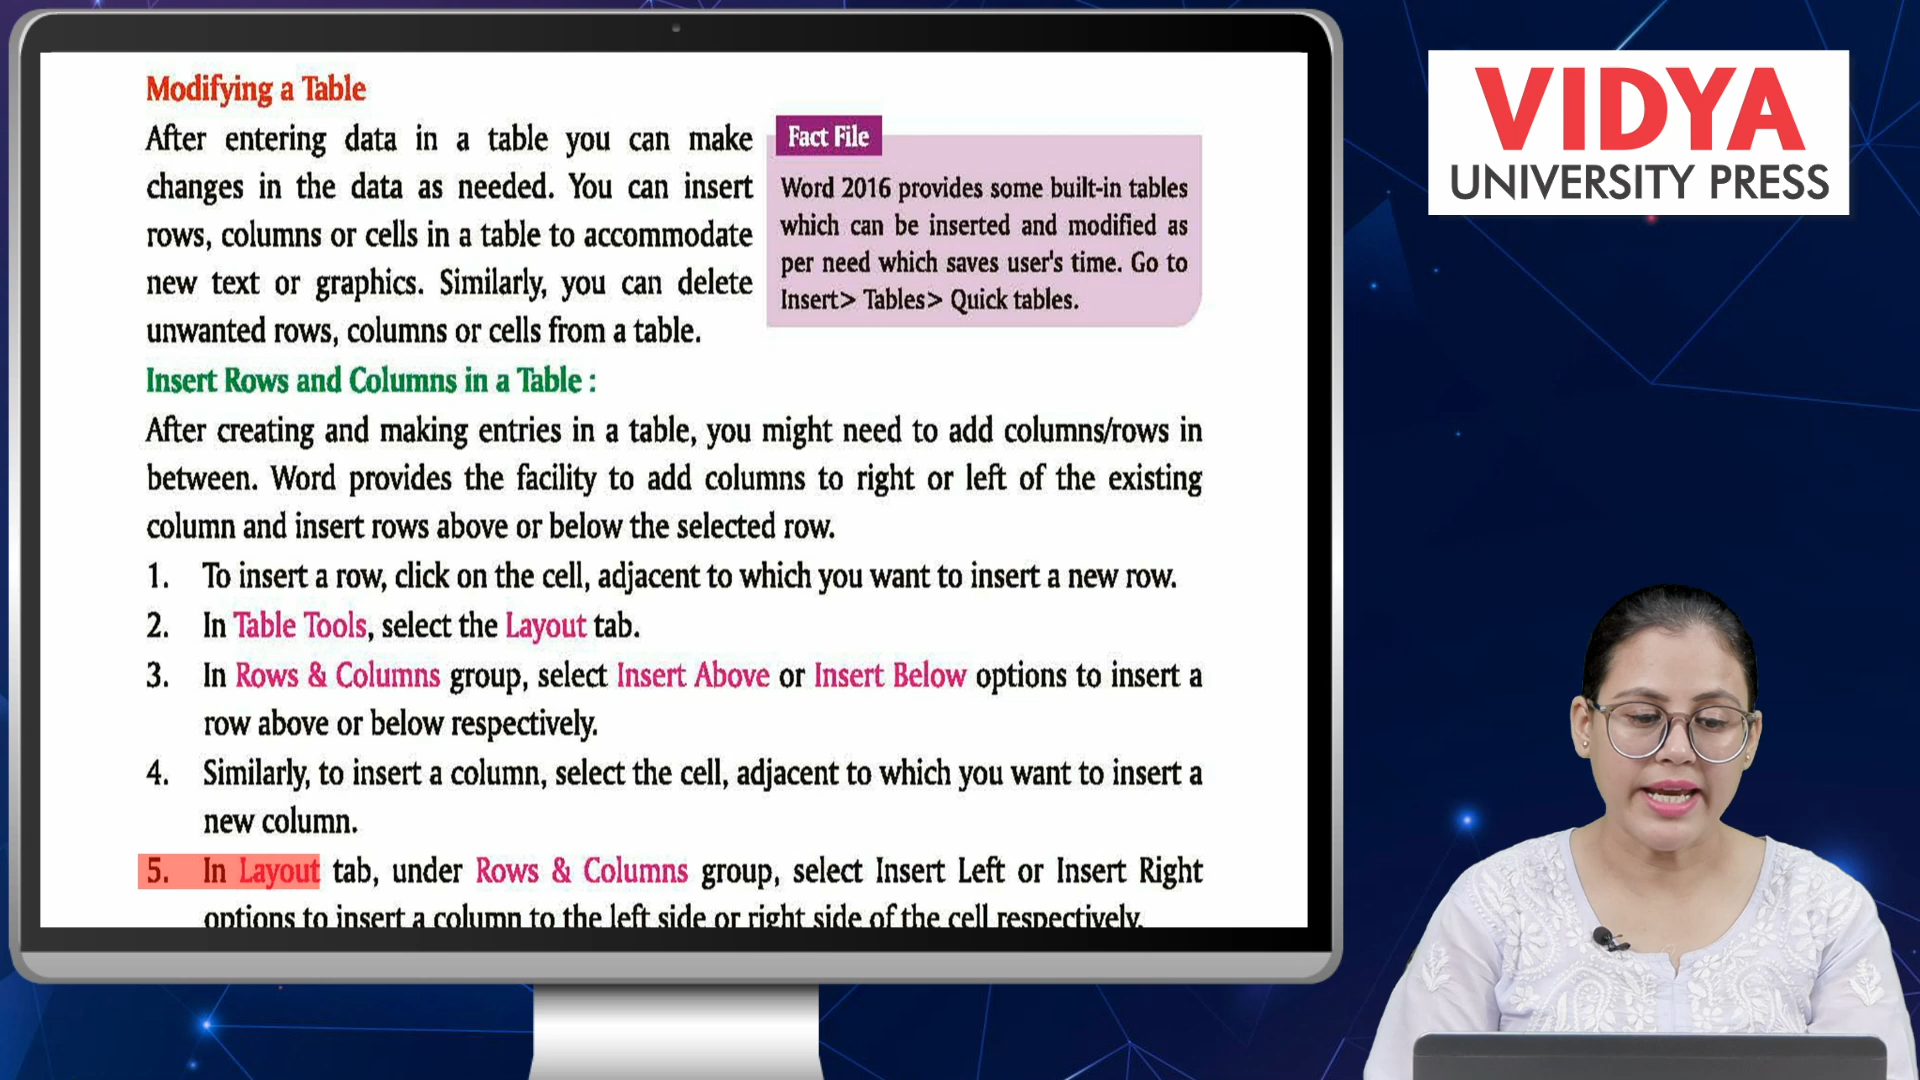 Modifying a Table
After entering data in a table you can make
changes in the data as needed. You can insert
rows, columns or cells in a table to accommodate
new text or graphics. Similarly, you can delete
unwanted rows, columns or cells from a table.
Fact File
Word 2016 provides some built-in tables
which can be inserted and modified as
per need which saves user's time. Go to
Insert> Tables> Quick tables.
Insert Rows and Columns in a Table :
After creating and making entries in a table, you might need to add columns/rows in
between. Word provides the facility to add columns to right or left of the existing
column and insert rows above or below the selected row.
1. To insert a row, click on the cell, adjacent to which you want to insert a new row.
2. In Table Tools, select the Layout tab.
3. In Rows & Columns group, select Insert Above or Insert Below options to insert a
row above or below respectively.
4. Similarly, to insert a column, select the cell, adjacent to which you want to insert a
new column.
5. In Layout tab, under Rows & Columns group, select Insert Left or Insert Right
options to insert a column to the left side or right side of the cell respectively.
VIDYA
UNIVERSITY PRESS